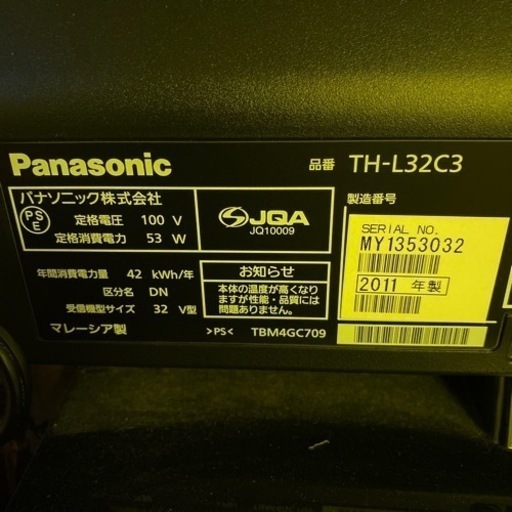 Panasonic
品番 TH-L32C3
パナソニック株式会社
PS
E
定格電圧 100 V
定格消費電力 53 W
JQA
JQ10009
製造番号
SERIAL NO.
MY1353032
2011 年製
年間消費電力量 42 kWh/年
区分名 DN
受信機型サイズ 32 V型
マレーシア製
お知らせ
本体の温度が高くなり
ますが性能・品質には
問題ありません。
>PS< TBM4GC709